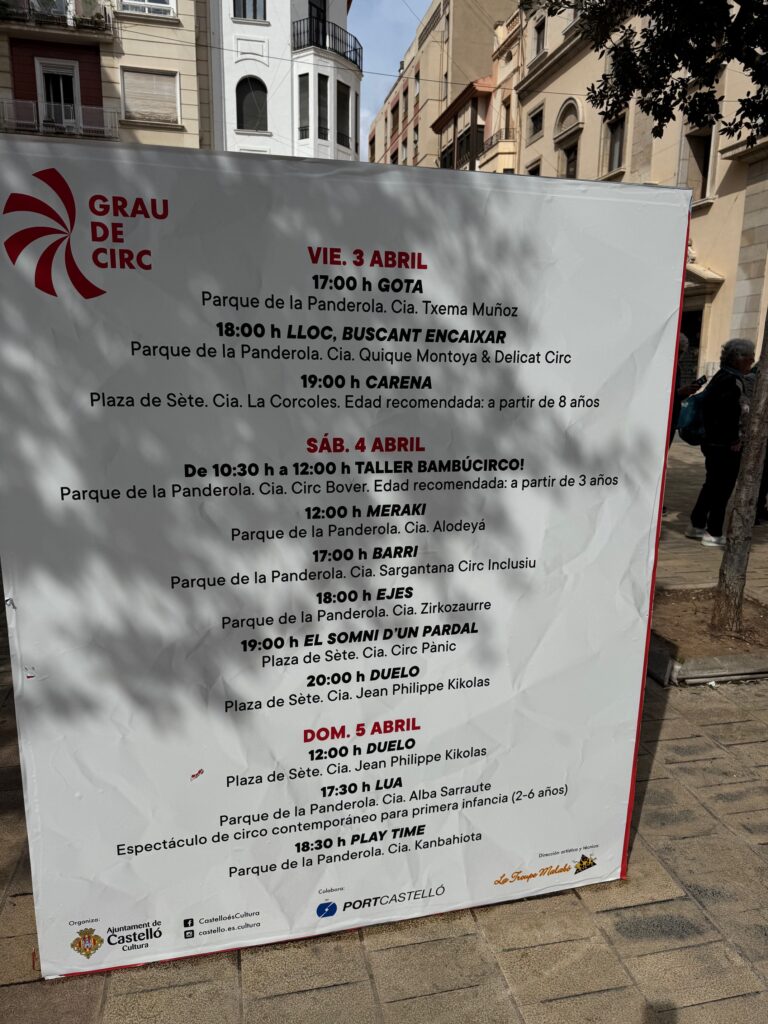 GRAU
DE
CIRC
VIE. 3 ABRIL
17:00 h GOTA
Parque de la Panderola. Cia. Txema Muñoz
18:00 h LLOC, BUSCANT ENCAIXAR
Parque de la Panderola. Cia. Quique Montoya & Delicat Circ
19:00 h CARENA
Plaza de Sète. Cia. La Corcoles. Edad recomendada: a partir de 8 años
SÁB. 4 ABRIL
De 10:30 h a 12:00 h TALLER BAMBÚCIRCO!
Parque de la Panderola. Cia. Circ Bover. Edad recomendada: a partir de 3 años
12:00 h MERAKI
Parque de la Panderola. Cia. Alodeyá
17:00 h BARRI
Parque de la Panderola. Cia. Sargantana Circ Inclusiu
18:00 h EJES
Parque de la Panderola. Cia. Zirkozaurre
19:00 h EL SOMNI D'UN PARDAL
Plaza de Sète. Cia. Circ Pànic
20:00 h DUELO
Plaza de Sète. Cia. Jean Philippe Kikolas
DOM. 5 ABRIL
12:00 h DUELO
Plaza de Sète. Cia. Jean Philippe Kikolas
17:30 h LUA
Parque de la Panderola. Cia. Alba Sarraute
Espectáculo de circo contemporáneo para primera infancia (2-6 años)
18:30 h PLAY TIME
Parque de la Panderola. Cia. Kanbahiota
Organiza:
Ajuntament de
Castelló
Cultura
CastelloésCultura
castello.es.cultura
Colabora:
PORTCASTELLÓ
Dirección artística y técnica:
La Troupe Malabó